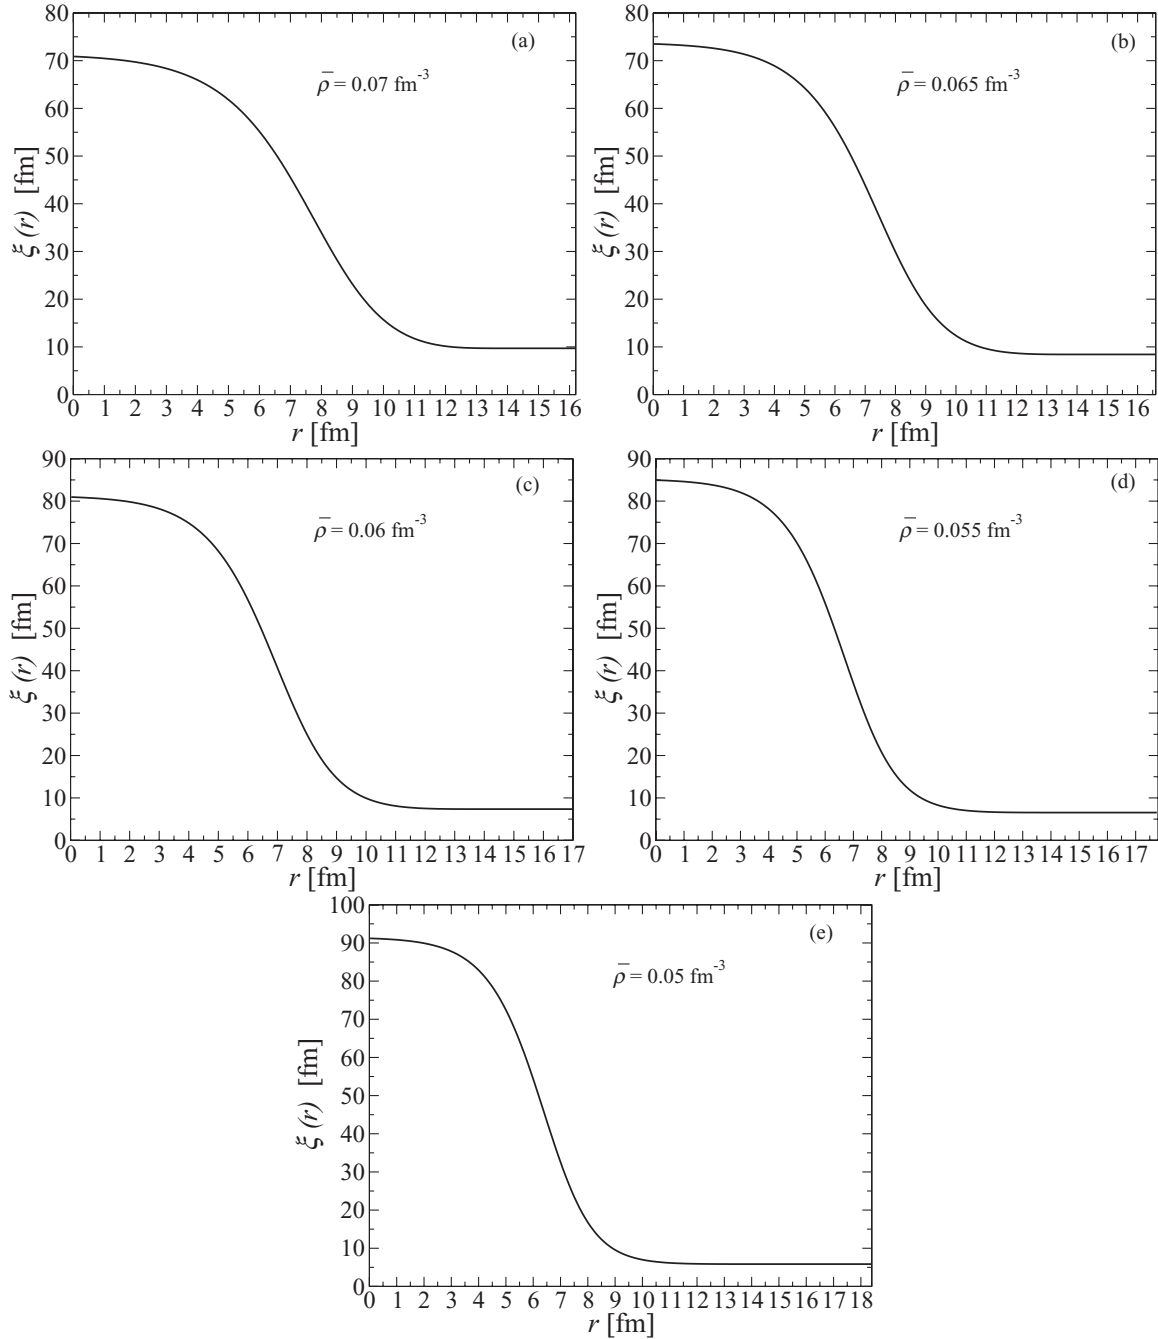 (a)
ρ̄ = 0.07 fm⁻³
80
70
60
50
40
30
20
10
0
ξ (r) [fm]
0 1 2 3 4 5 6 7 8 9 10 11 12 13 14 15 16
r [fm]
(b)
ρ̄ = 0.065 fm⁻³
80
70
60
50
40
30
20
10
0
ξ (r) [fm]
0 1 2 3 4 5 6 7 8 9 10 11 12 13 14 15 16
r [fm]
(c)
ρ̄ = 0.06 fm⁻³
90
80
70
60
50
40
30
20
10
0
ξ (r) [fm]
0 1 2 3 4 5 6 7 8 9 10 11 12 13 14 15 16 17
r [fm]
(d)
ρ̄ = 0.055 fm⁻³
90
80
70
60
50
40
30
20
10
0
ξ (r) [fm]
0 1 2 3 4 5 6 7 8 9 10 11 12 13 14 15 16 17
r [fm]
(e)
ρ̄ = 0.05 fm⁻³
100
90
80
70
60
50
40
30
20
10
0
ξ (r) [fm]
0 1 2 3 4 5 6 7 8 9 10 11 12 13 14 15 16 17 18
r [fm]